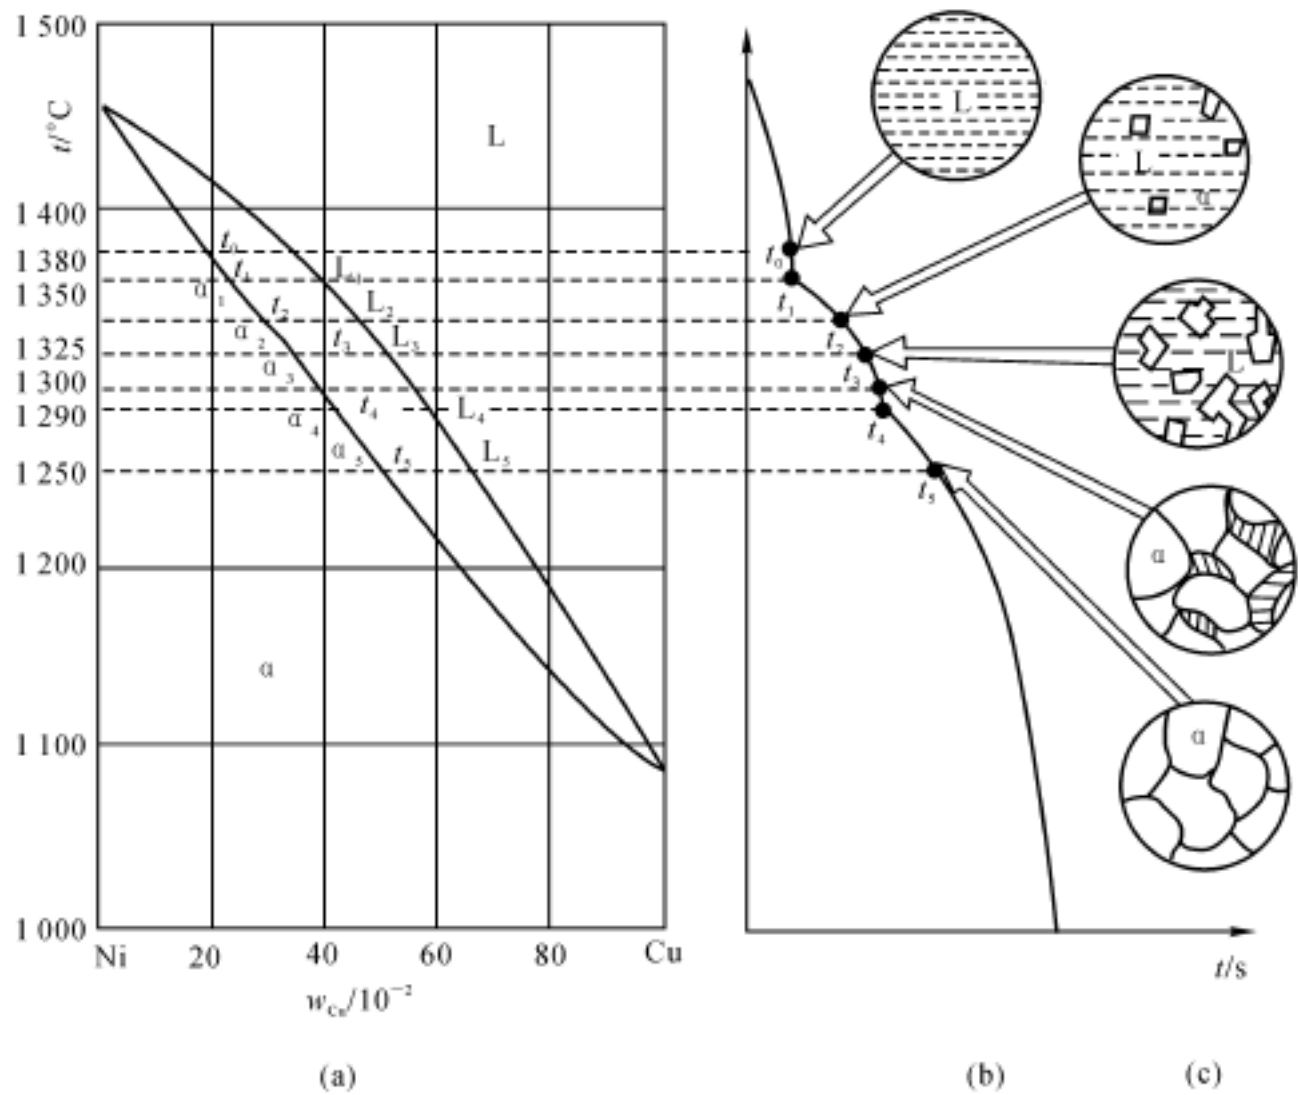 1 500
t/°C
1 400
1 380
1 350
1 325
1 300
1 290
1 250
1 200
1 100
1 000
L
t₀
t₁
L₁
α₁
t₂
L₂
α₂
t₃
L₃
α₃
t₄
L₄
α₄
α₅
t₅
L₅
α
Ni
20
40
60
80
Cu
w_Cu/10⁻²
(a)
t₀
t₁
t₂
t₃
t₄
t₅
t/s
(b)
L
L
α
L
α
α
(c)